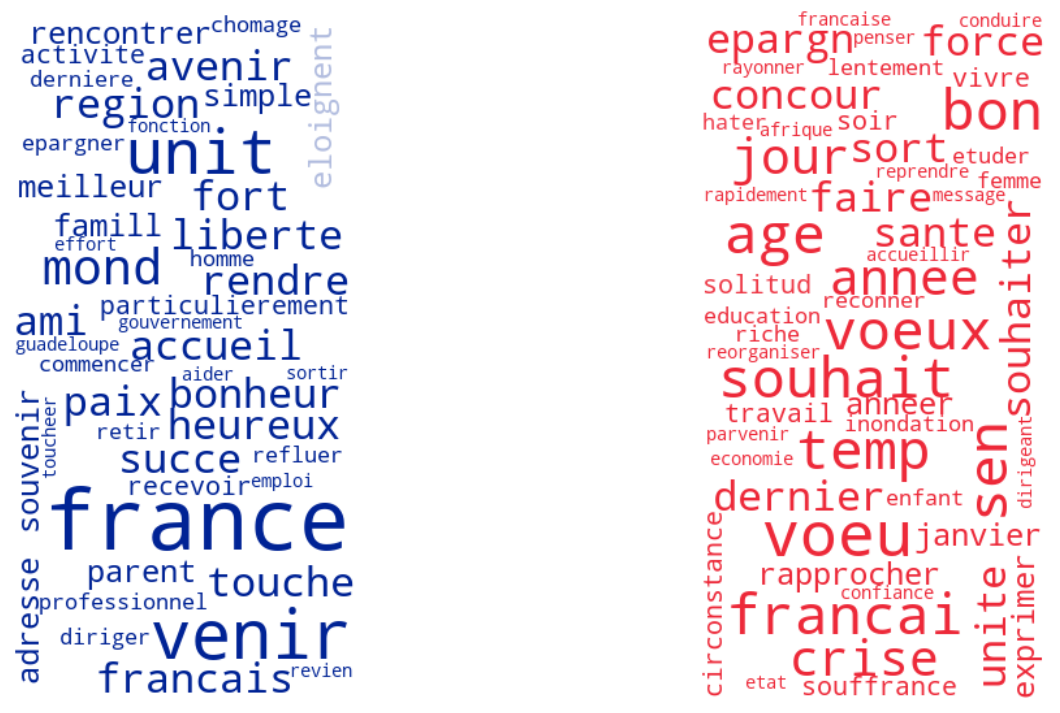 rencontrer chomage
activite avenir
derniere
region simple
eloignent
fonction
epargner unit
meilleur fort
famill liberte
effort
mond homme
rendre
particulierement
ami gouvernement
guadeloupe accueil
commencer
aider sortir
paix bonheur
souvenir toucheer
retir heureux
succe refluer
recevoir emploi
france
parent touche
adresse professionnel
diriger venir
francais revien
francaise conduire
epargn penser force
rayonner lentement vivre
concour bon
hater afrique soir
jour sort etuder
reprendre femme
rapidement faire message
age sante
souhaiter
accueillir
solitud annee
reconner
education voeux
riche
reorganiser
souhait
travail anneer
inondation
parvenir temp
economie
sen dirigeant
dernier enfant
voeu janvier
circonstance
rapprocher
confiance
francai
unite exprimer
crise
etat souffrance